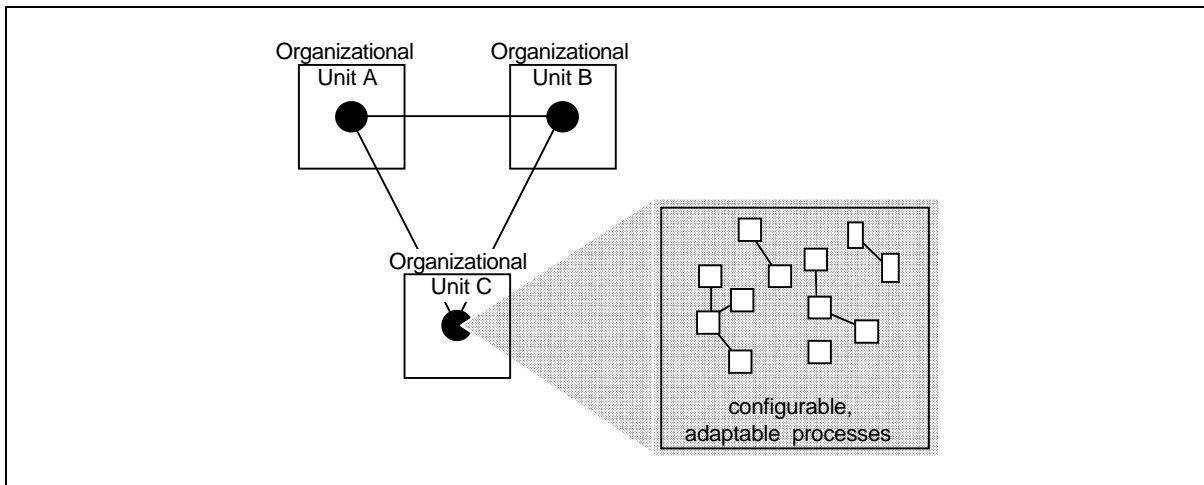 Organizational
Unit A
Organizational
Unit B
Organizational
Unit C
configurable,
adaptable processes